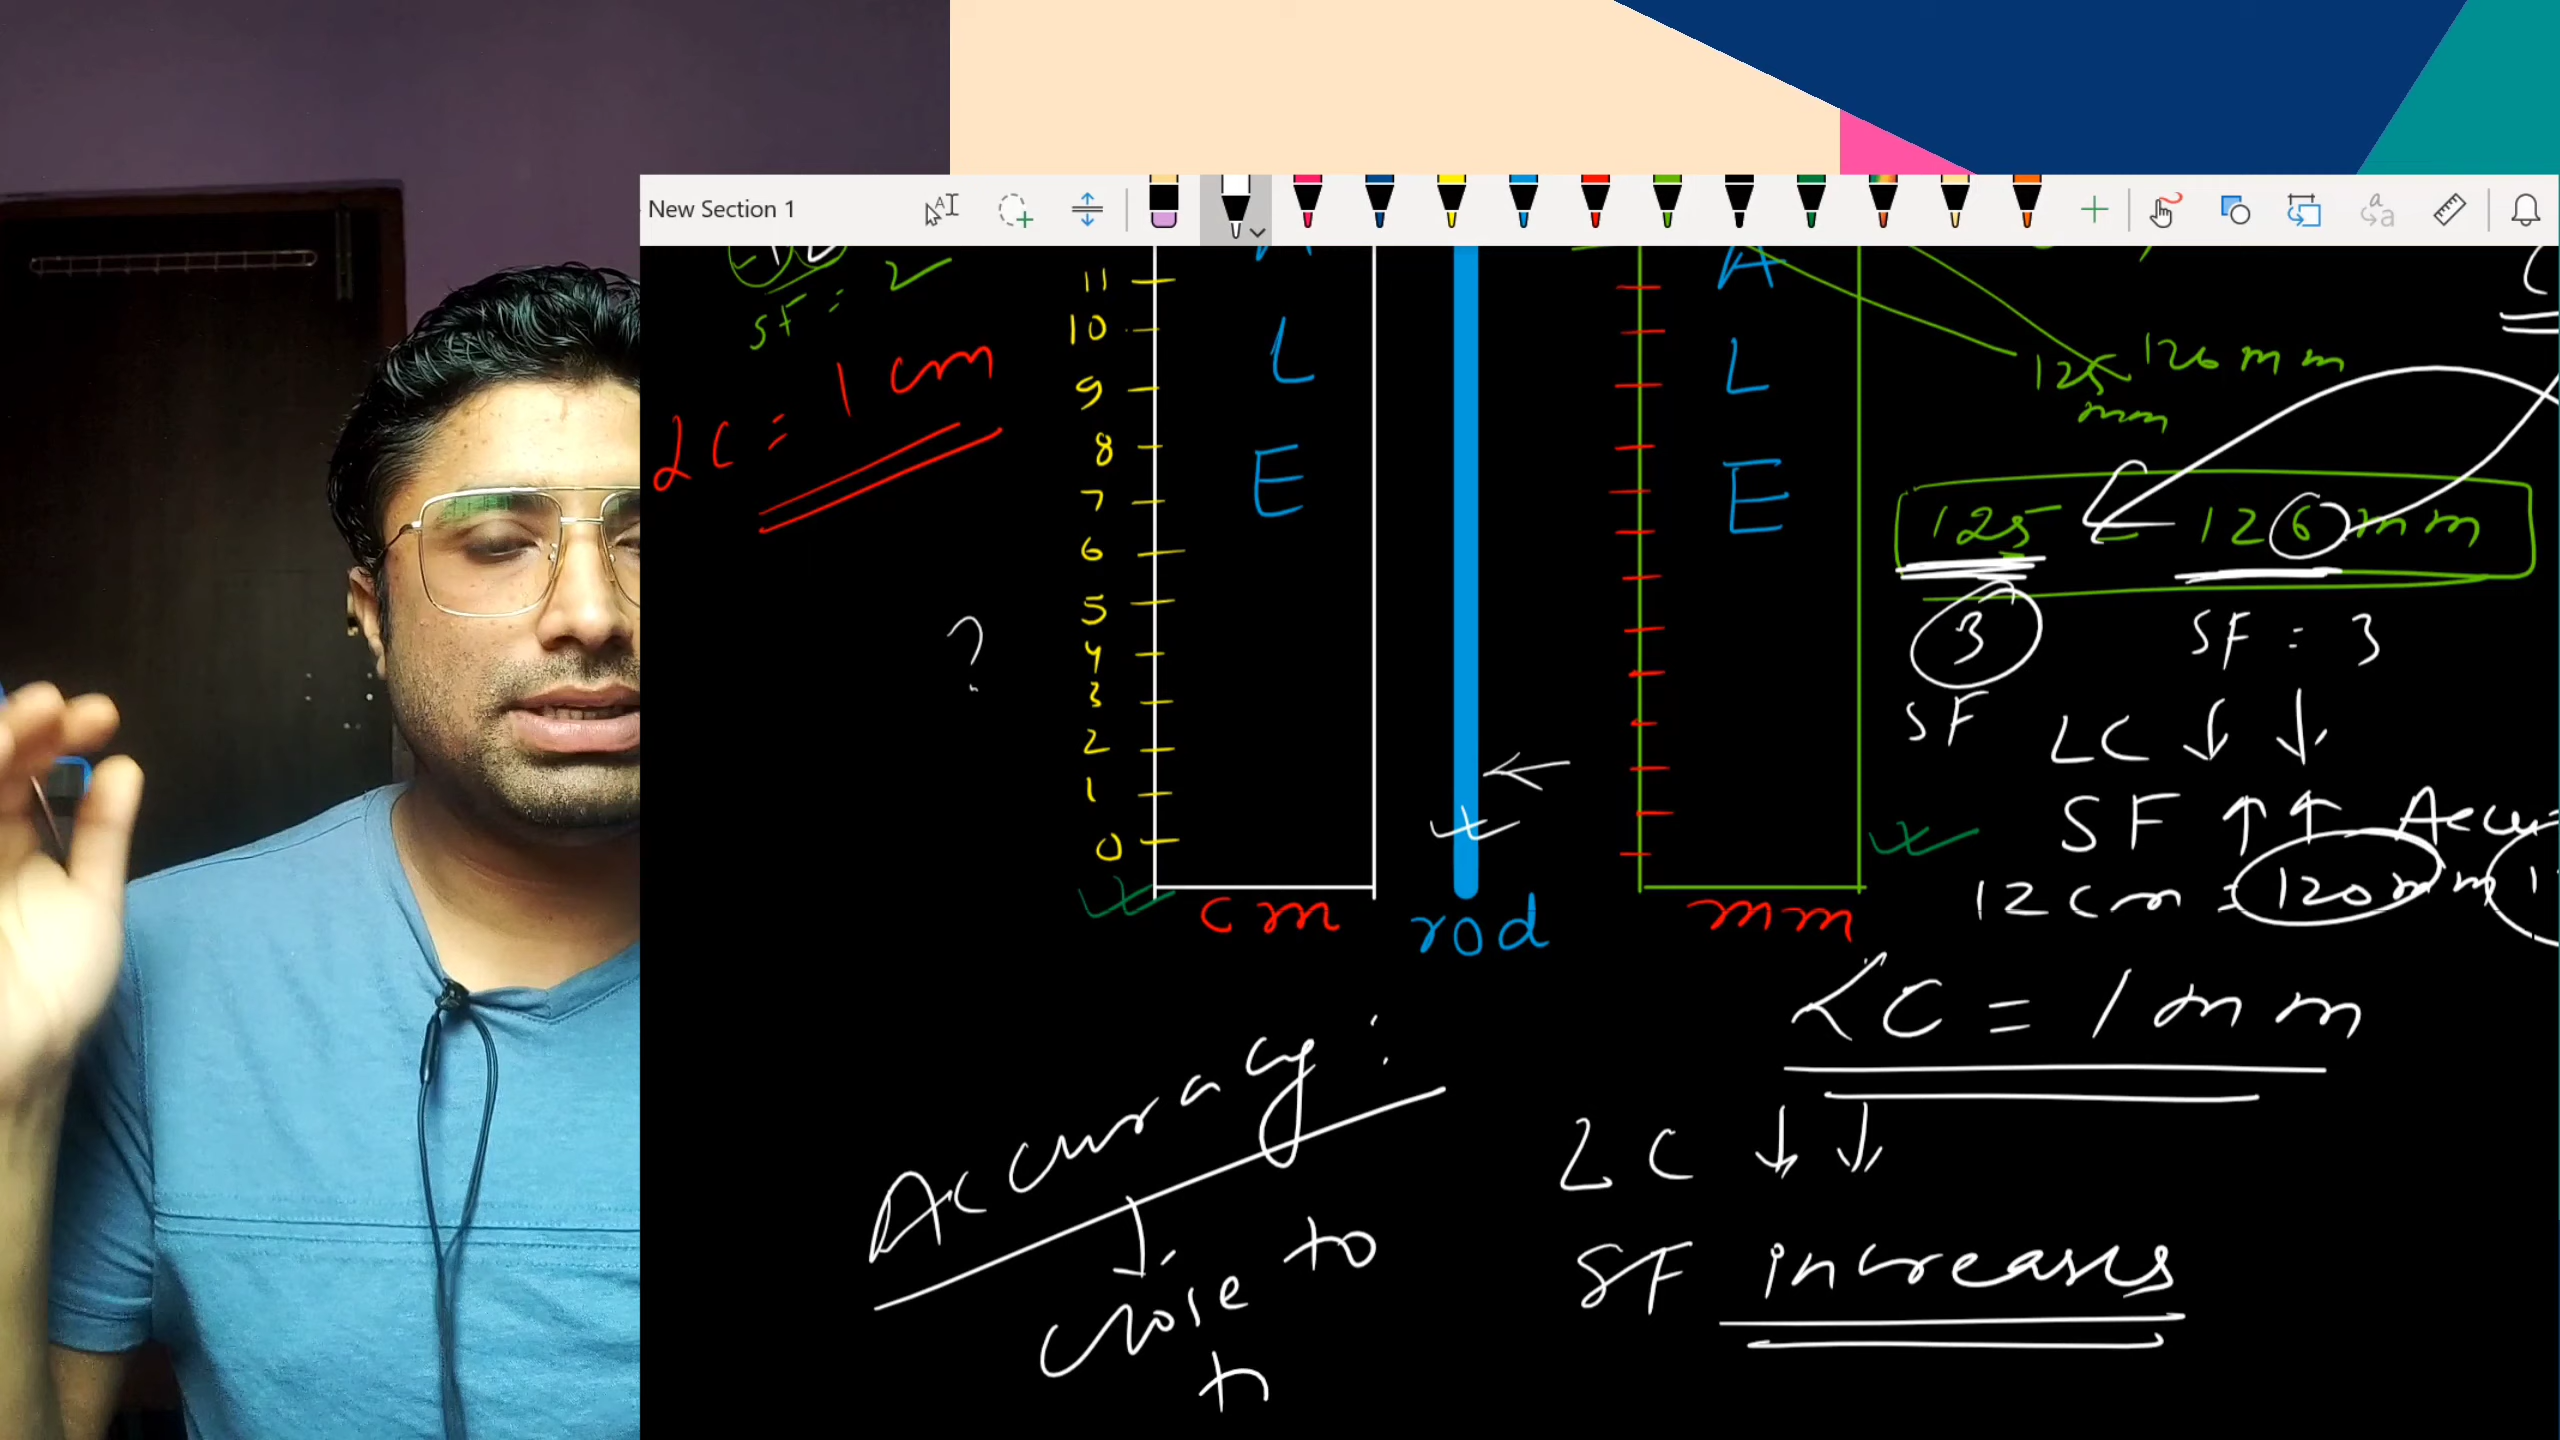 New Section 1
SF = 2
LC = 1 cm
11
10
9
8
7
6
5
4
3
2
1
0
A
L
E
cm
rod
?
A
L
E
mm
125
mm
126 mm
125 126 mm
3
SF
SF = 3
LC ↓ ↓
SF ↑ ↑
12 cm = 120 mm
LC = 1 mm
LC ↓ ↓
SF increases
Accuracy :
close to